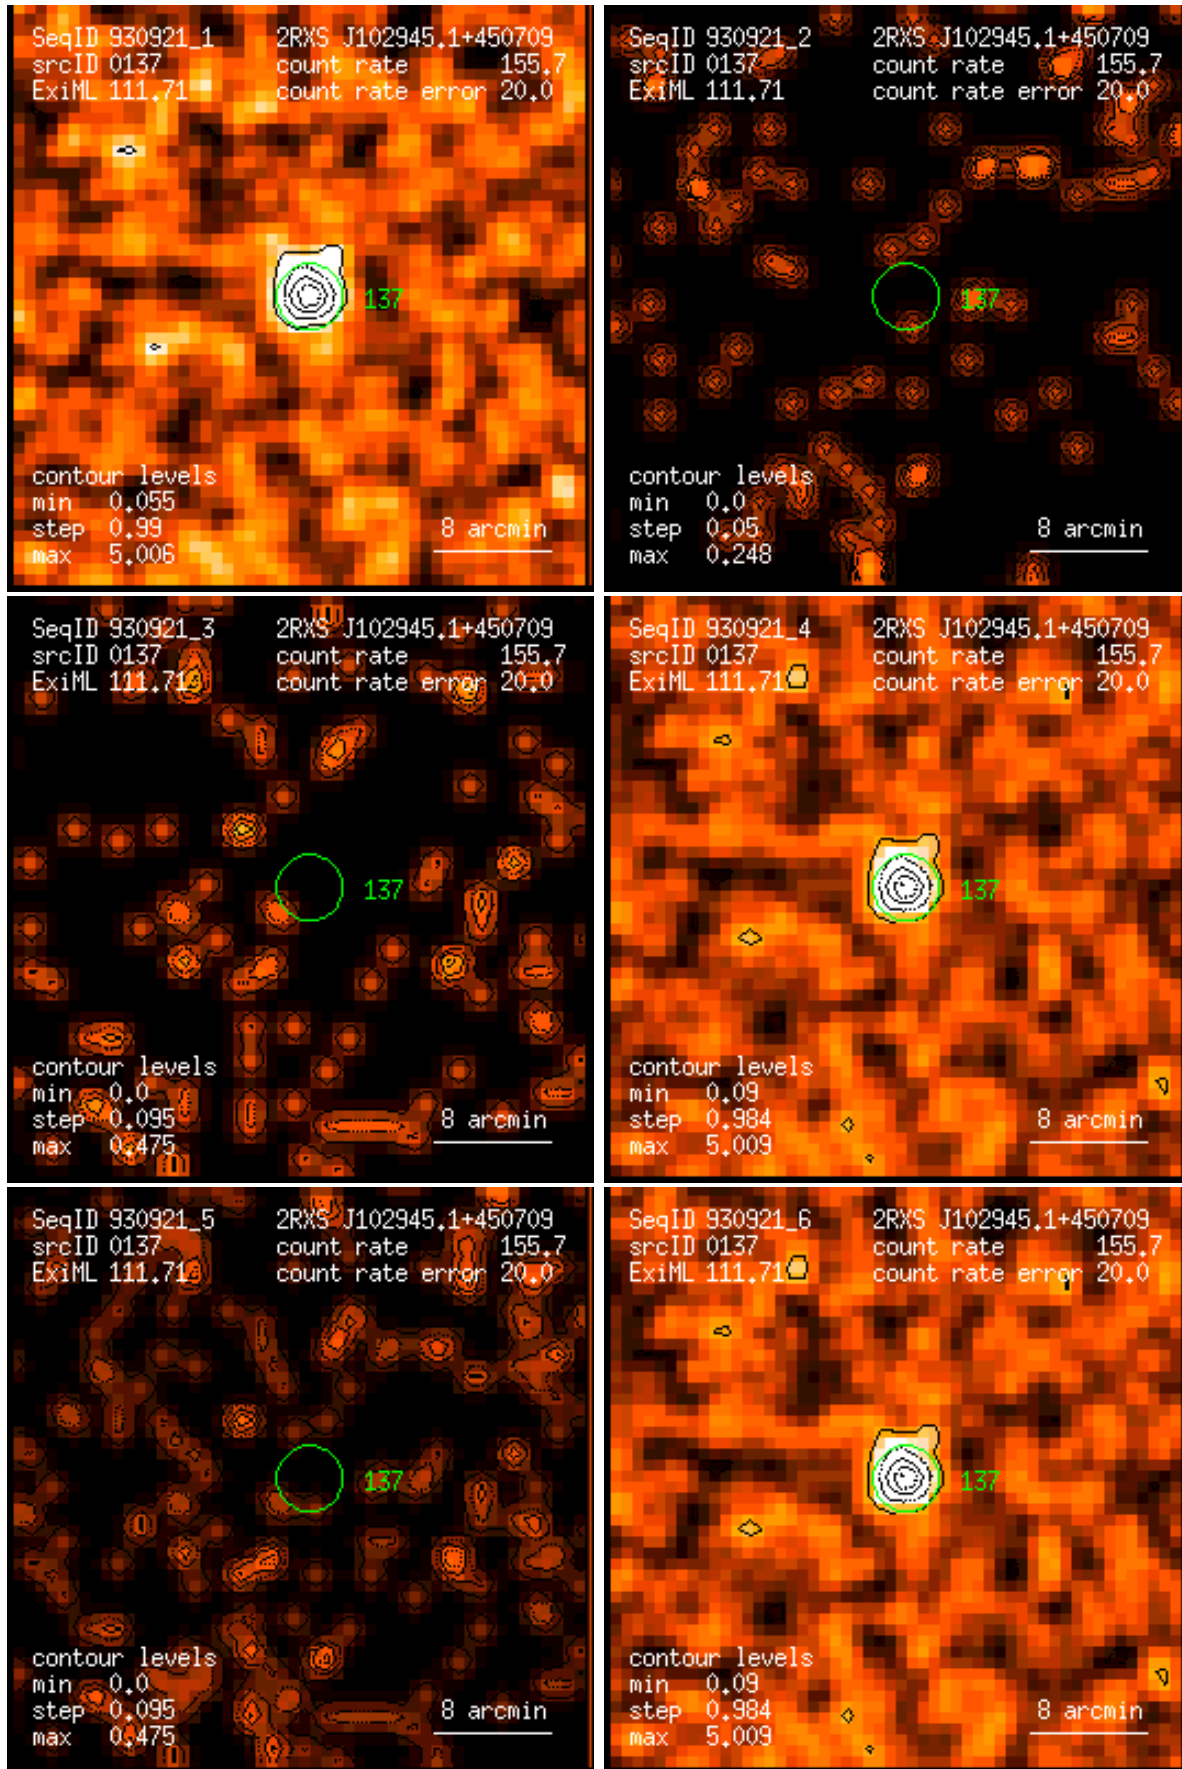 SeqID 930921_1 2RXS J102945.1+450709
srcID 0137 count rate 155.7
ExiML 111.71 count rate error 20.0
137
contour levels
min 0.055
step 0.99 8 arcmin
max 5.006
SeqID 930921_2 2RXS J102945.1+450709
srcID 0137 count rate 155.7
ExiML 111.71 count rate error 20.0
137
contour levels
min 0.0
step 0.05 8 arcmin
max 0.248
SeqID 930921_3 2RXS J102945.1+450709
srcID 0137 count rate 155.7
ExiML 111.71 count rate error 20.0
137
contour levels
min 0.0
step 0.095 8 arcmin
max 0.475
SeqID 930921_4 2RXS J102945.1+450709
srcID 0137 count rate 155.7
ExiML 111.71 count rate error 20.0
137
contour levels
min 0.09
step 0.984 8 arcmin
max 5.009
SeqID 930921_5 2RXS J102945.1+450709
srcID 0137 count rate 155.7
ExiML 111.71 count rate error 20.0
137
contour levels
min 0.0
step 0.095 8 arcmin
max 0.475
SeqID 930921_6 2RXS J102945.1+450709
srcID 0137 count rate 155.7
ExiML 111.71 count rate error 20.0
137
contour levels
min 0.09
step 0.984 8 arcmin
max 5.009